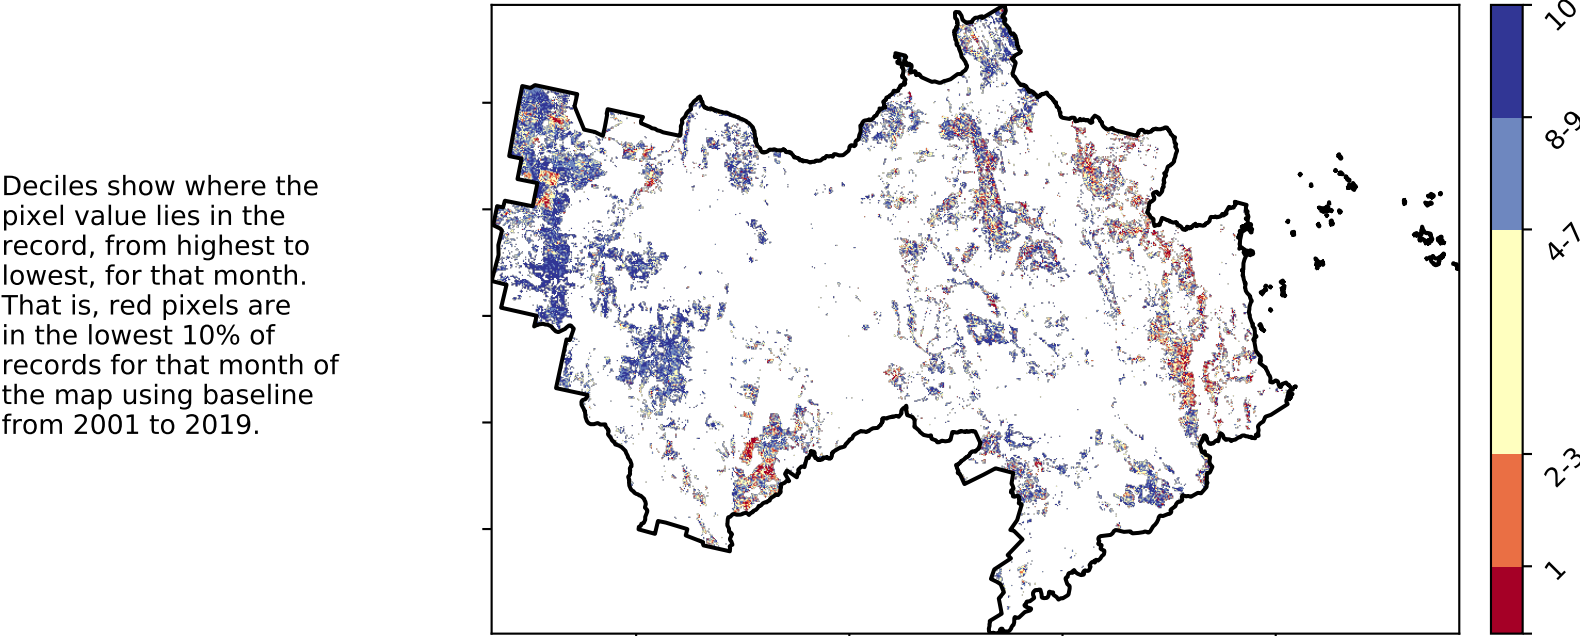 Deciles show where the
pixel value lies in the
record, from highest to
lowest, for that month.
That is, red pixels are
in the lowest 10% of
records for that month of
the map using baseline
from 2001 to 2019.
10
8-9
4-7
2-3
1